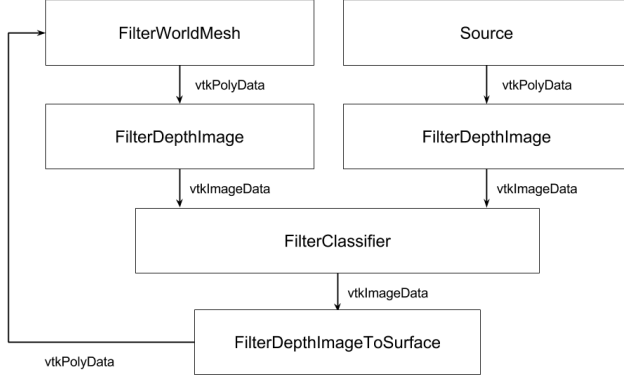 FilterWorldMesh
Source
vtkPolyData
vtkPolyData
FilterDepthImage
FilterDepthImage
vtkImageData
vtkImageData
FilterClassifier
vtkImageData
FilterDepthImageToSurface
vtkPolyData